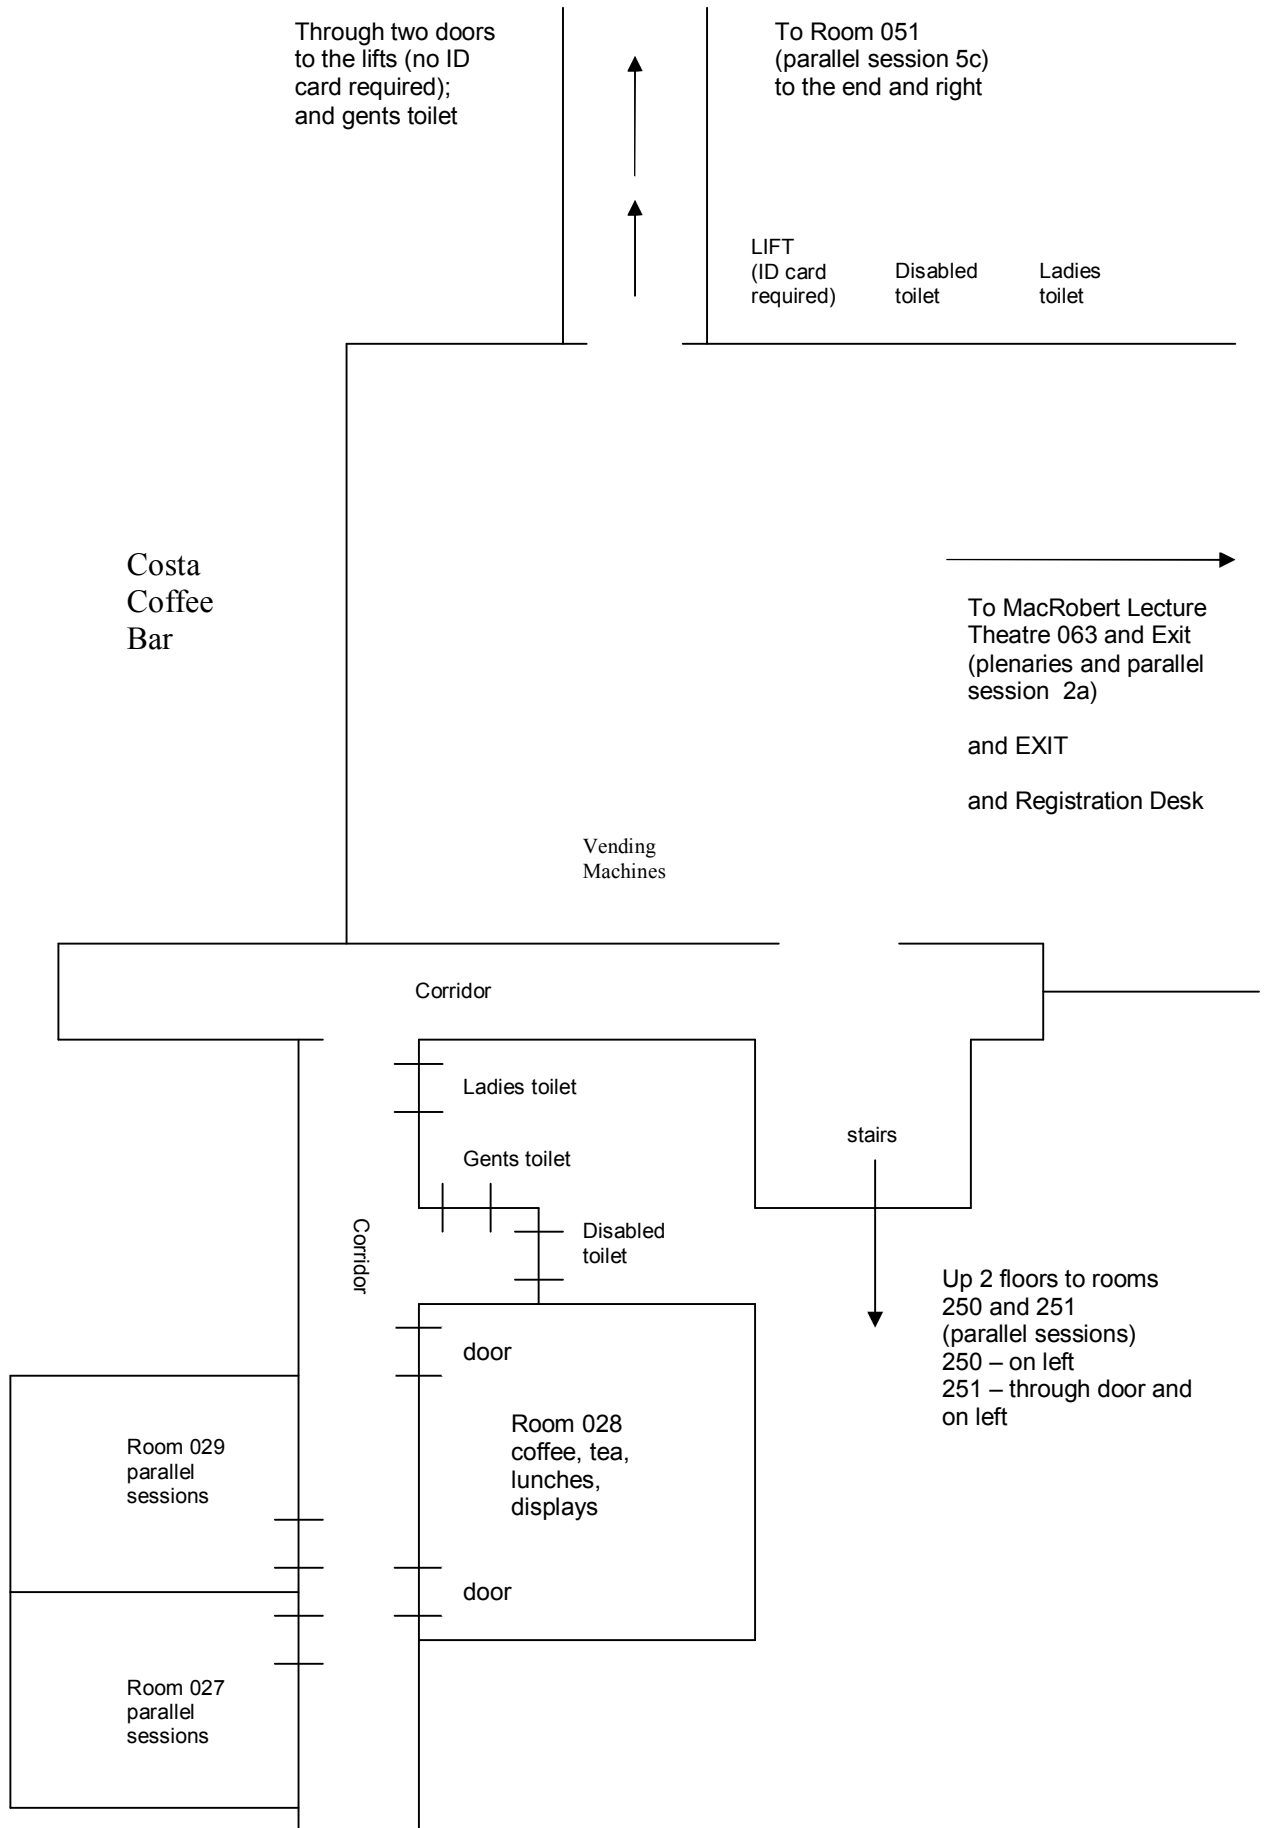 Through two doors
to the lifts (no ID
card required);
and gents toilet
To Room 051
(parallel session 5c)
to the end and right
LIFT
(ID card
required)
Disabled
toilet
Ladies
toilet
Costa
Coffee
Bar
To MacRobert Lecture
Theatre 063 and Exit
(plenaries and parallel
session  2a)
and EXIT
and Registration Desk
Vending
Machines
Corridor
Ladies toilet
Gents toilet
stairs
Corridor
Disabled
toilet
Up 2 floors to rooms
250 and 251
(parallel sessions)
250 – on left
251 – through door and
on left
door
Room 028
coffee, tea,
lunches,
displays
door
Room 029
parallel
sessions
Room 027
parallel
sessions